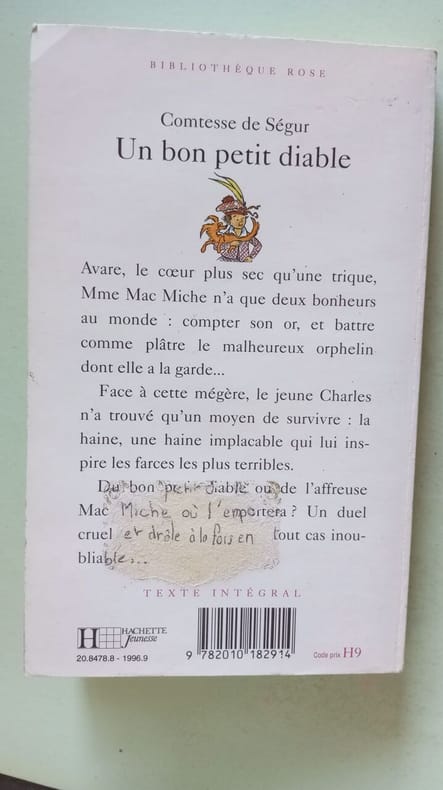 BIBLIOTHÈQUE ROSE
Comtesse de Ségur
Un bon petit diable
Avare, le cœur plus sec qu'une trique,
Mme Mac Miche n'a que deux bonheurs
au monde : compter son or, et battre
comme plâtre le malheureux orphelin
dont elle a la garde...
Face à cette mégère, le jeune Charles
n'a trouvé qu'un moyen de survivre : la
haine, une haine implacable qui lui ins-
pire les farces les plus terribles.
Du bon petit diable ou de l'affreuse
Mac Miche où l'emportera ? Un duel
cruel et drôle à la fois en tout cas inou-
bliable...
TEXTE INTÉGRAL
HACHETTE
Jeunesse
20.8478.8 - 1996.9
9 782010 182914
Code prix H9